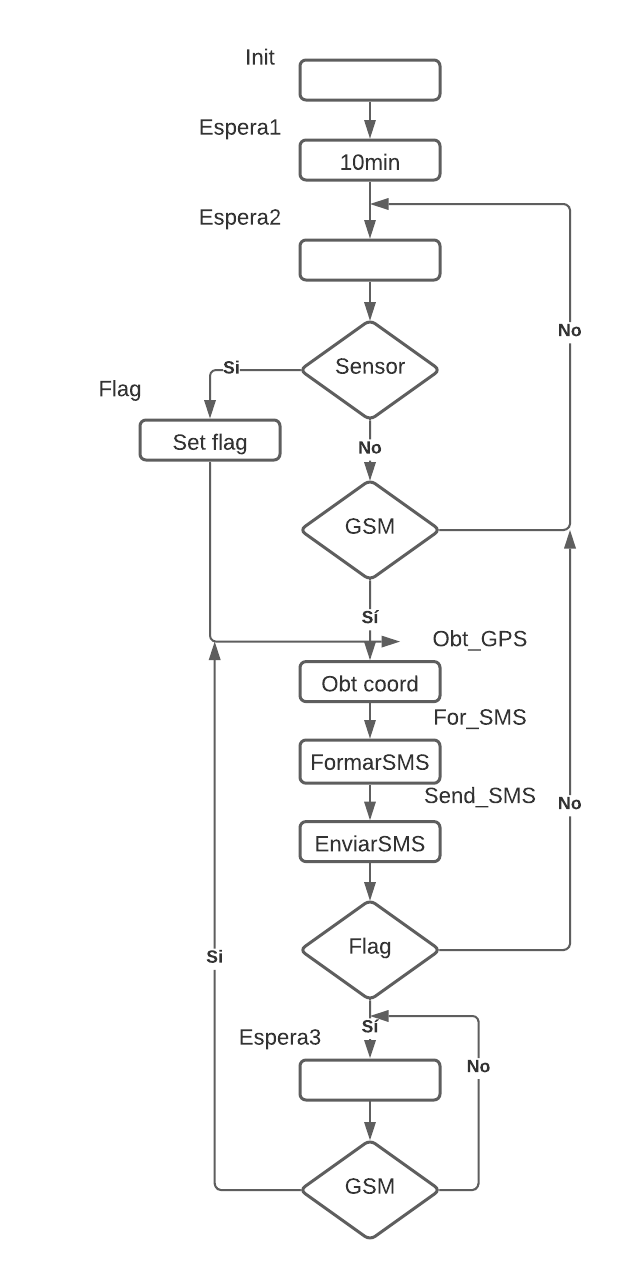 Init
Espera1
10min
Espera2
No
Sensor
Si
Flag
Set flag
No
GSM
Sí
Obt_GPS
Obt coord
For_SMS
FormarSMS
Send_SMS
No
EnviarSMS
Flag
Si
Sí
Espera3
No
GSM